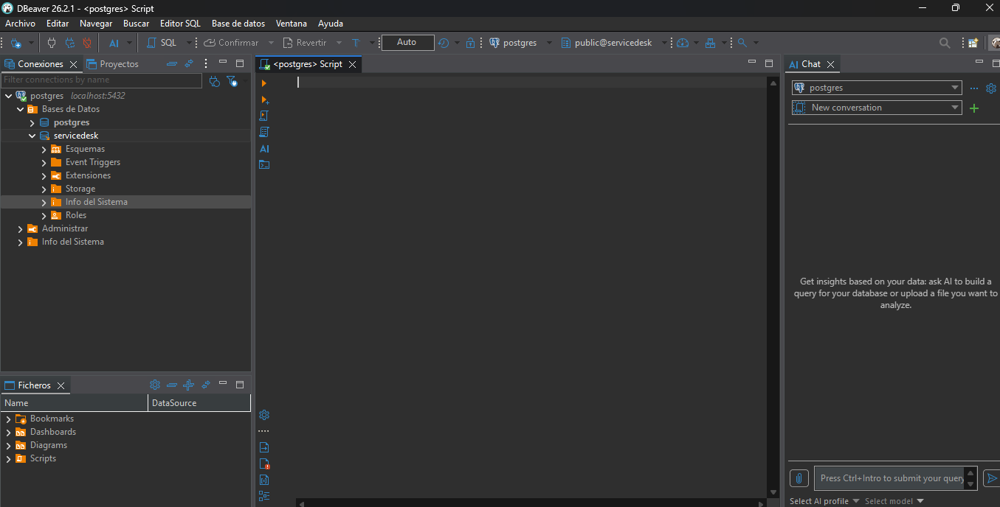 DBeaver 26.2.1 - <postgres> Script
Archivo Editar Navegar Buscar Editor SQL Base de datos Ventana Ayuda
AI SQL Confirmar Revertir T Auto postgres public@servicedesk
Conexiones Proyectos
Filter connections by name
postgres localhost:5432
Bases de Datos
postgres
servicedesk
Esquemas
Event Triggers
Extensiones
Storage
Info del Sistema
Roles
Administrar
Info del Sistema
Ficheros
Name DataSource
Bookmarks
Dashboards
Diagrams
Scripts
<postgres> Script
AI
AI Chat
postgres
New conversation
Get insights based on your data: ask AI to build a
query for your database or upload a file you want to
analyze.
Press Ctrl+Intro to submit your query
Select AI profile Select model